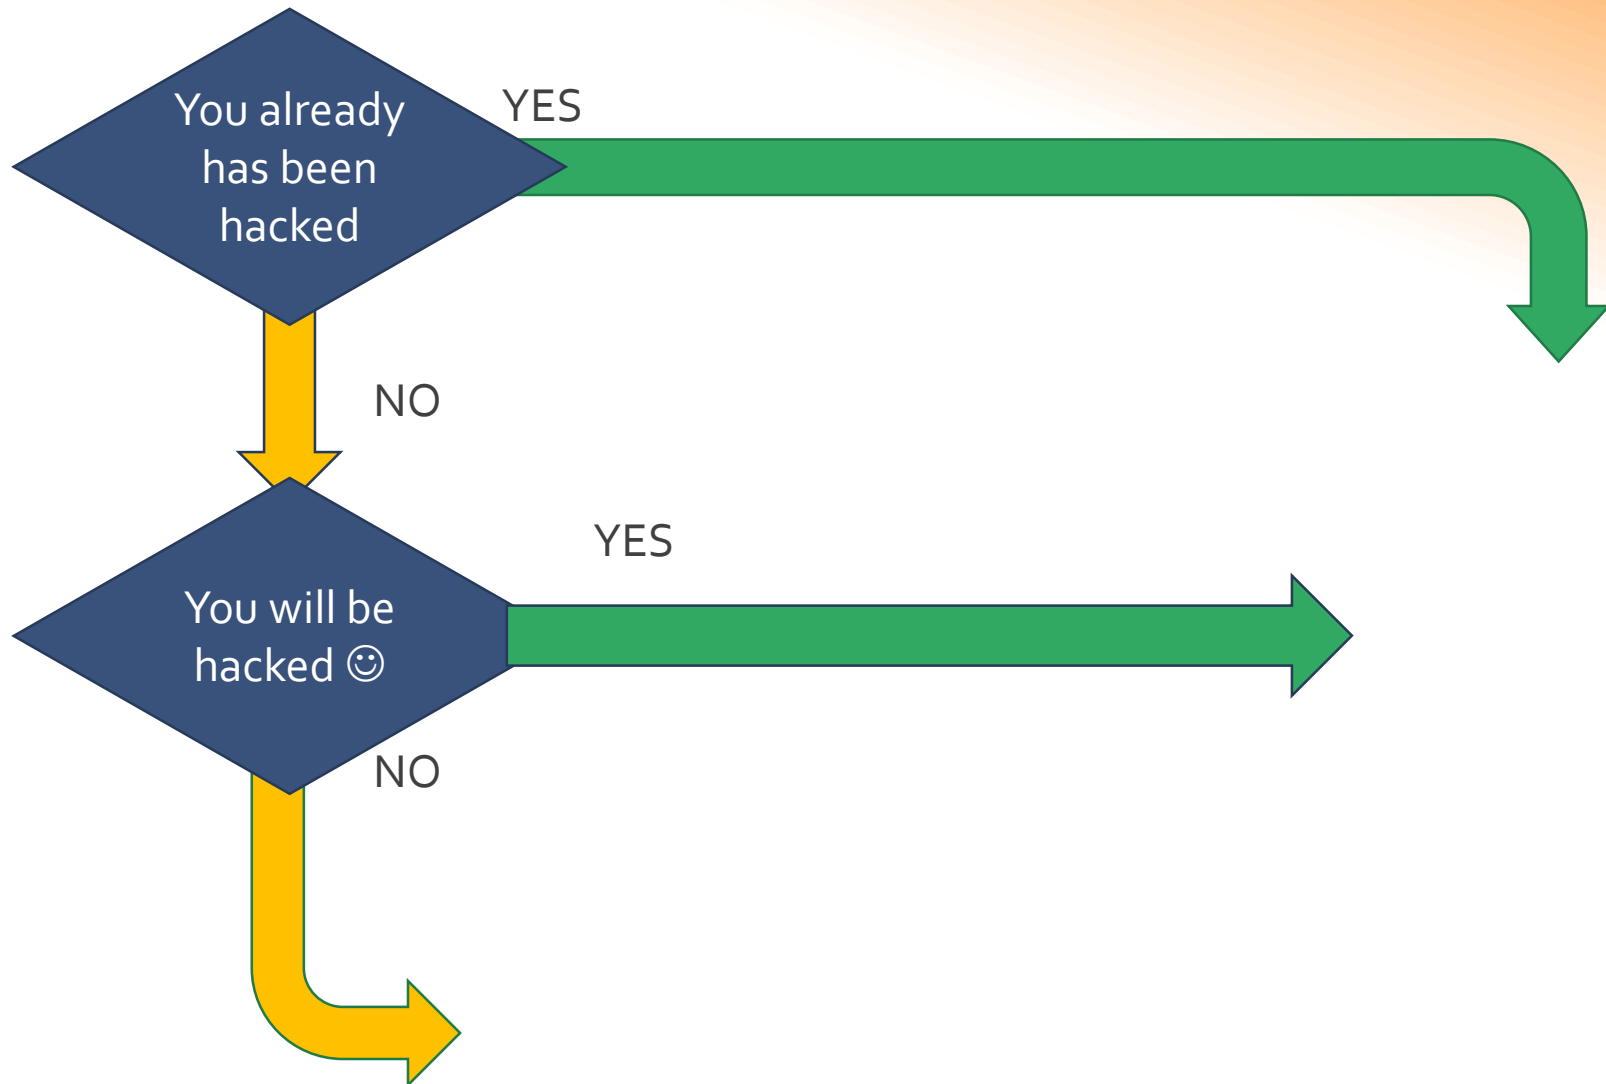 You already
has been
hacked
YES
NO
YES
You will be
hacked ☺
NO